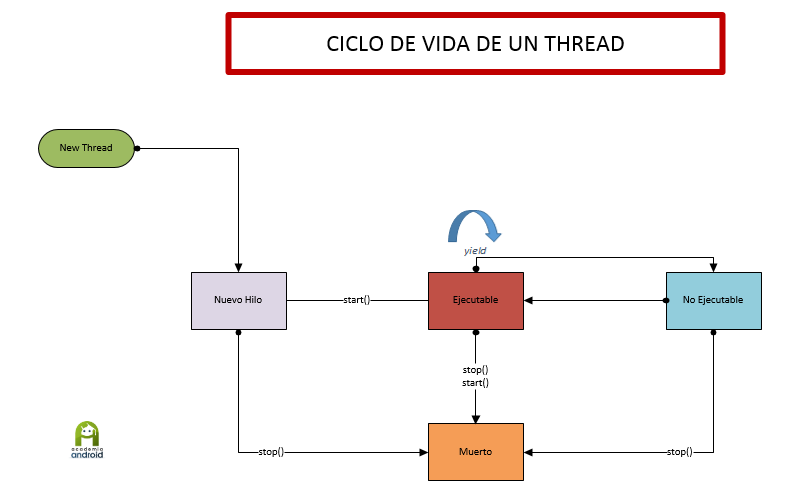 CICLO DE VIDA DE UN THREAD
New Thread
yield
Nuevo Hilo
start()
Ejecutable
No Ejecutable
stop()
start()
stop()
Muerto
stop()
academia
android